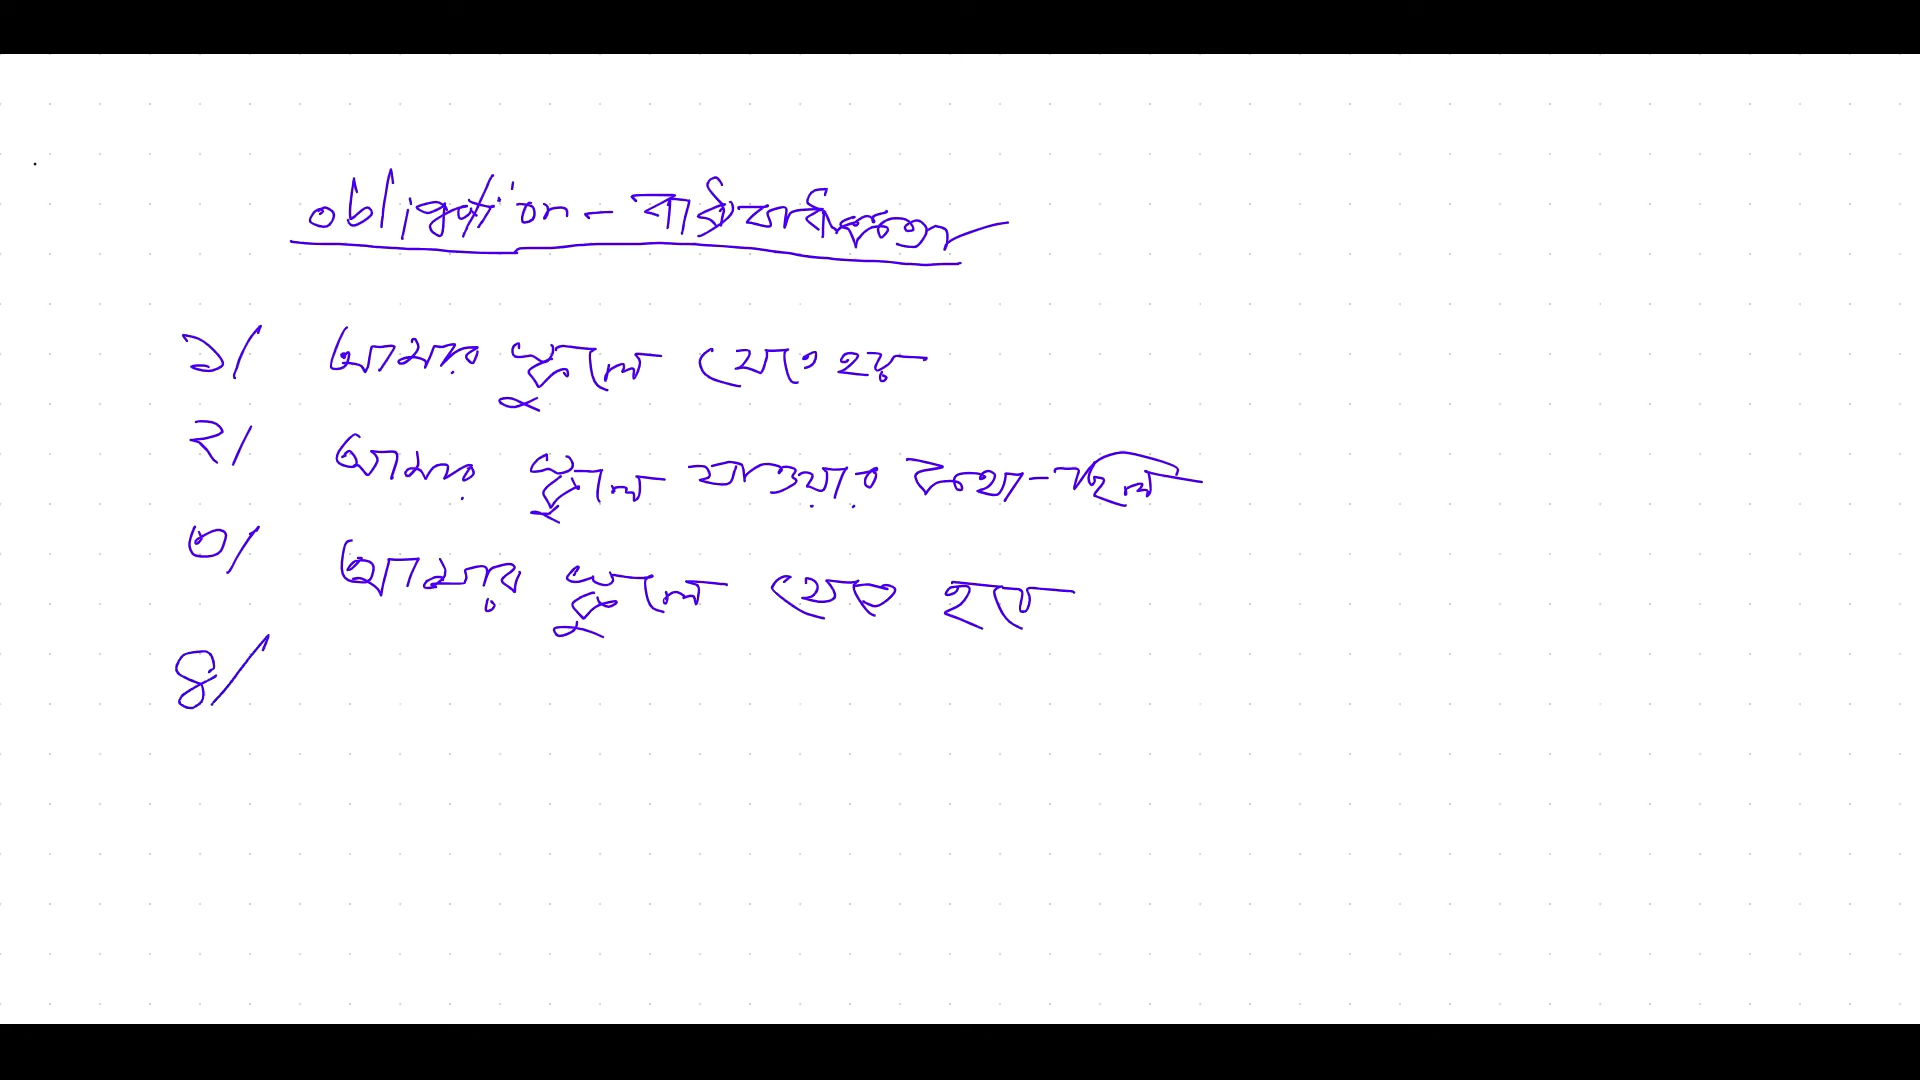 obligation - বাধ্যবাধকতা
১/ আমার স্কুলে যেতে হয়
২/ আমার স্কুলে যাওয়ার কথা-ছিল
৩/ আমার স্কুলে যেতে হবে
৪/